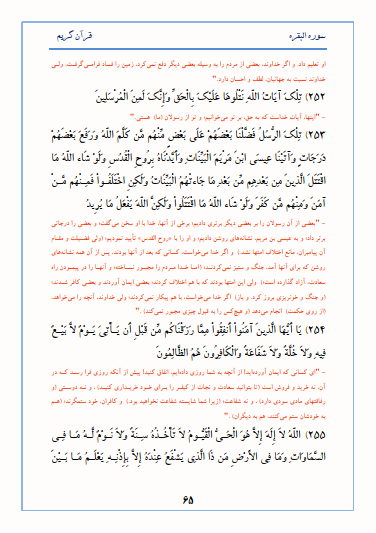 سوره البقره
قرآن کریم
او تعلیم داد. و اگر خداوند، بعضی از مردم را به وسیله بعضی دیگر دفع نمی‌کرد، زمین را فساد فرامی‌گرفت، ولی
خداوند نسبت به جهانیان، لطف و احسان دارد."
۲۵۲) تِلْكَ آيَاتُ اللّهِ نَتْلُوهَا عَلَيْكَ بِالْحَقِّ وَإِنَّكَ لَمِنَ الْمُرْسَلِينَ
– "اینها، آیات خداست که به حق، بر تو می‌خوانیم؛ و تو از رسولان (ما) هستی."
۲۵۳) تِلْكَ الرُّسُلُ فَضَّلْنَا بَعْضَهُمْ عَلَى بَعْضٍ مِّنْهُم مَّن كَلَّمَ اللّهُ وَرَفَعَ بَعْضَهُمْ
دَرَجَاتٍ وَآتَيْنَا عِيسَى ابْنَ مَرْيَمَ الْبَيِّنَاتِ وَأَيَّدْنَاهُ بِرُوحِ الْقُدُسِ وَلَوْ شَاء اللّهُ مَا
اقْتَتَلَ الَّذِينَ مِن بَعْدِهِم مِّن بَعْدِ مَا جَاءتْهُمُ الْبَيِّنَاتُ وَلَكِنِ اخْتَلَفُواْ فَمِنْهُم مَّنْ
آمَنَ وَمِنْهُم مَّن كَفَرَ وَلَوْ شَاء اللّهُ مَا اقْتَتَلُواْ وَلَكِنَّ اللّهَ يَفْعَلُ مَا يُرِيدُ
– "بعضی از آن رسولان را بر بعضی دیگر برتری دادیم؛ برخی از آنها، خدا با او سخن می‌گفت؛ و بعضی را درجاتی
برتر داد؛ و به عیسی بن مریم، نشانه‌های روشن دادیم؛ و او را با «روح القدس» تأیید نمودیم؛ (ولی فضیلت و مقام
آن پیامبران، مانع اختلاف امتها نشد.) و اگر خدا می‌خواست، کسانی که بعد از آنها بودند، پس از آن همه نشانه‌های
روشن که برای آنها آمد، جنگ و ستیز نمی‌کردند؛ (اما خدا مردم را مجبور نساخته؛ و آنها را در پیمودن راه
سعادت، آزاد گذارده است؛) ولی این امتها بودند که با هم اختلاف کردند؛ بعضی ایمان آوردند و بعضی کافر شدند؛
(و جنگ و خونریزی بروز کرد. و باز) اگر خدا می‌خواست، با هم پیکار نمی‌کردند؛ ولی خداوند، آنچه را می‌خواهد،
(از روی حکمت) انجام می‌دهد (و هیچ‌کس را به قبول چیزی مجبور نمی‌کند)."
۲۵۴) يَا أَيُّهَا الَّذِينَ آمَنُواْ أَنفِقُواْ مِمَّا رَزَقْنَاكُم مِّن قَبْلِ أَن يَأْتِيَ يَوْمٌ لاَّ بَيْعٌ
فِيهِ وَلاَ خُلَّةٌ وَلاَ شَفَاعَةٌ وَالْكَافِرُونَ هُمُ الظَّالِمُونَ
– "ای کسانی که ایمان آورده‌اید! از آنچه به شما روزی داده‌ایم، انفاق کنید! پیش از آنکه روزی فرا رسد که در
آن، نه خرید و فروش است (تا بتوانید سعادت و نجات از کیفر را برای خود خریداری کنید)، و نه دوستی (و
رفاقتهای مادی سودی دارد)، و نه شفاعت؛ (زیرا شما شایسته شفاعت نخواهید بود.) و کافران، خود ستمگرند؛ (هم
به خودشان ستم می‌کنند، هم به دیگران)."
۲۵۵) اللّهُ لاَ إِلَهَ إِلاَّ هُوَ الْحَيُّ الْقَيُّومُ لاَ تَأْخُذُهُ سِنَةٌ وَلاَ نَوْمٌ لَّهُ مَا فِي
السَّمَاوَاتِ وَمَا فِي الأَرْضِ مَن ذَا الَّذِي يَشْفَعُ عِنْدَهُ إِلاَّ بِإِذْنِهِ يَعْلَمُ مَا بَيْنَ
۶۵